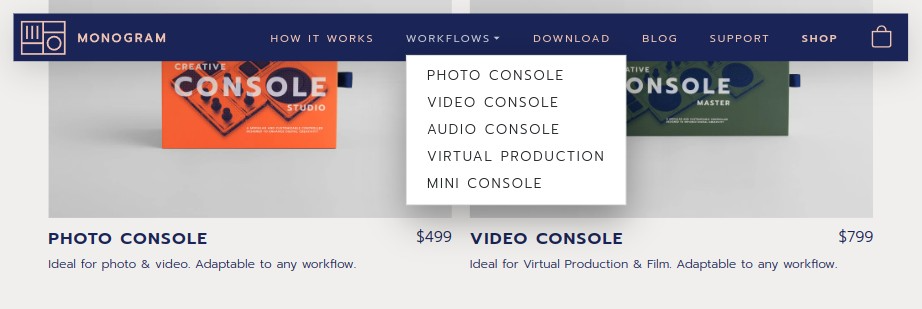 MONOGRAM
HOW IT WORKS
WORKFLOWS
DOWNLOAD
BLOG
SUPPORT
SHOP
PHOTO CONSOLE
VIDEO CONSOLE
AUDIO CONSOLE
VIRTUAL PRODUCTION
MINI CONSOLE
CREATIVE
CONSOLE
STUDIO
ONSOLE
MASTER
PHOTO CONSOLE
$499
Ideal for photo & video. Adaptable to any workflow.
VIDEO CONSOLE
$799
Ideal for Virtual Production & Film. Adaptable to any workflow.